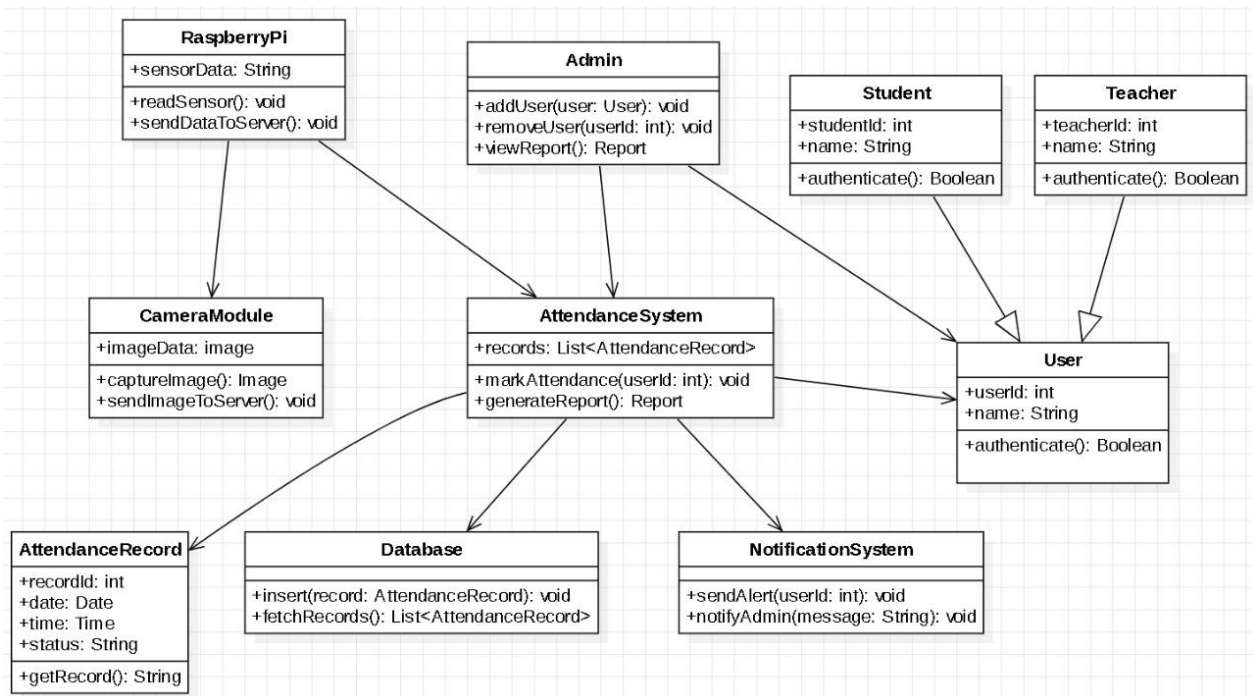 RaspberryPi
+sensorData: String
+readSensor(): void
+sendDataToServer(): void
Admin
+addUser(user: User): void
+removeUser(userId: int): void
+viewReport(): Report
Student
+studentId: int
+name: String
+authenticate(): Boolean
Teacher
+teacherId: int
+name: String
+authenticate(): Boolean
CameraModule
+imageData: image
+captureImage(): Image
+sendImageToServer(): void
AttendanceSystem
+records: List<AttendanceRecord>
+markAttendance(userId: int): void
+generateReport(): Report
User
+userId: int
+name: String
+authenticate(): Boolean
AttendanceRecord
+recordId: int
+date: Date
+time: Time
+status: String
+getRecord(): String
Database
+insert(record: AttendanceRecord): void
+fetchRecords(): List<AttendanceRecord>
NotificationSystem
+sendAlert(userId: int): void
+notifyAdmin(message: String): void